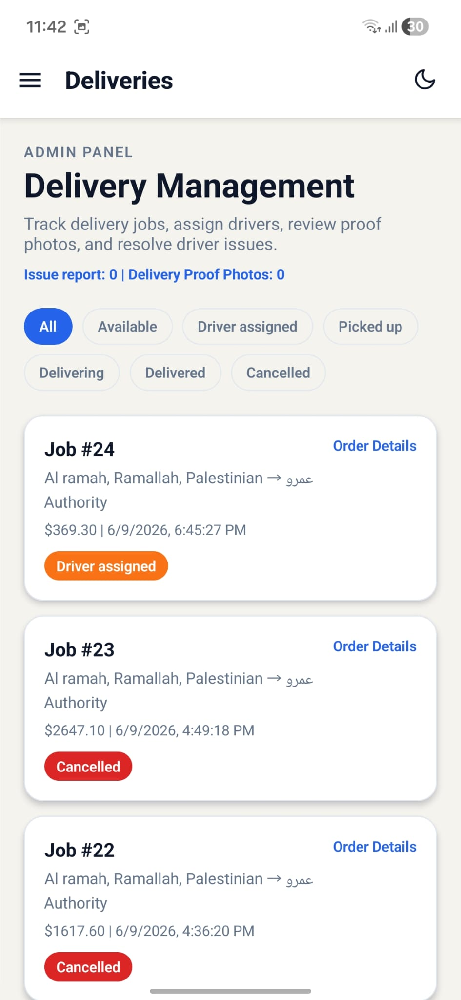 11:42
30
Deliveries
ADMIN PANEL
Delivery Management
Track delivery jobs, assign drivers, review proof
photos, and resolve driver issues.
Issue report: 0 | Delivery Proof Photos: 0
All Available Driver assigned Picked up
Delivering Delivered Cancelled
Job #24
Order Details
Al ramah, Ramallah, Palestinian → عمرو
Authority
$369.30 | 6/9/2026, 6:45:27 PM
Driver assigned
Job #23
Order Details
Al ramah, Ramallah, Palestinian → عمرو
Authority
$2647.10 | 6/9/2026, 4:49:18 PM
Cancelled
Job #22
Order Details
Al ramah, Ramallah, Palestinian → عمرو
Authority
$1617.60 | 6/9/2026, 4:36:20 PM
Cancelled